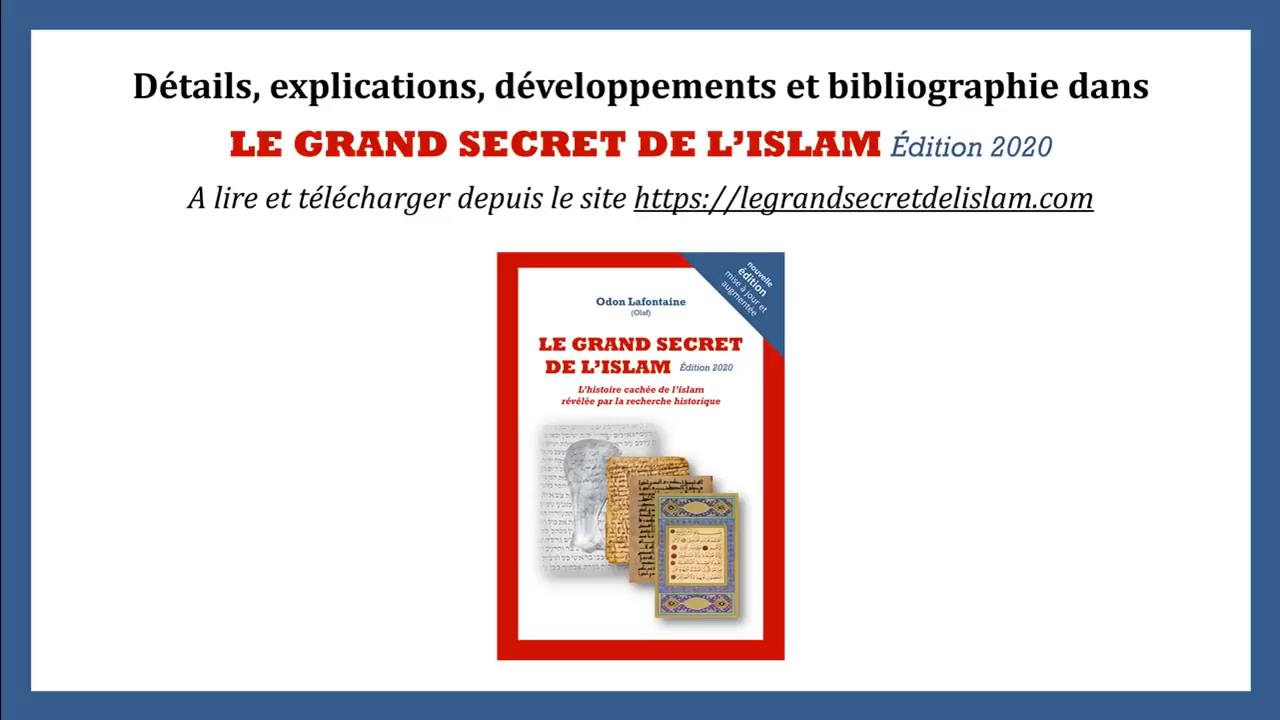 Détails, explications, développements et bibliographie dans
LE GRAND SECRET DE L'ISLAM Édition 2020
A lire et télécharger depuis le site https://legrandsecretdelislam.com
nouvelle
édition
mise à jour et
augmentée
Odon Lafontaine
(Olaf)
LE GRAND SECRET
DE L'ISLAM Édition 2020
L'histoire cachée de l'islam
révélée par la recherche historique